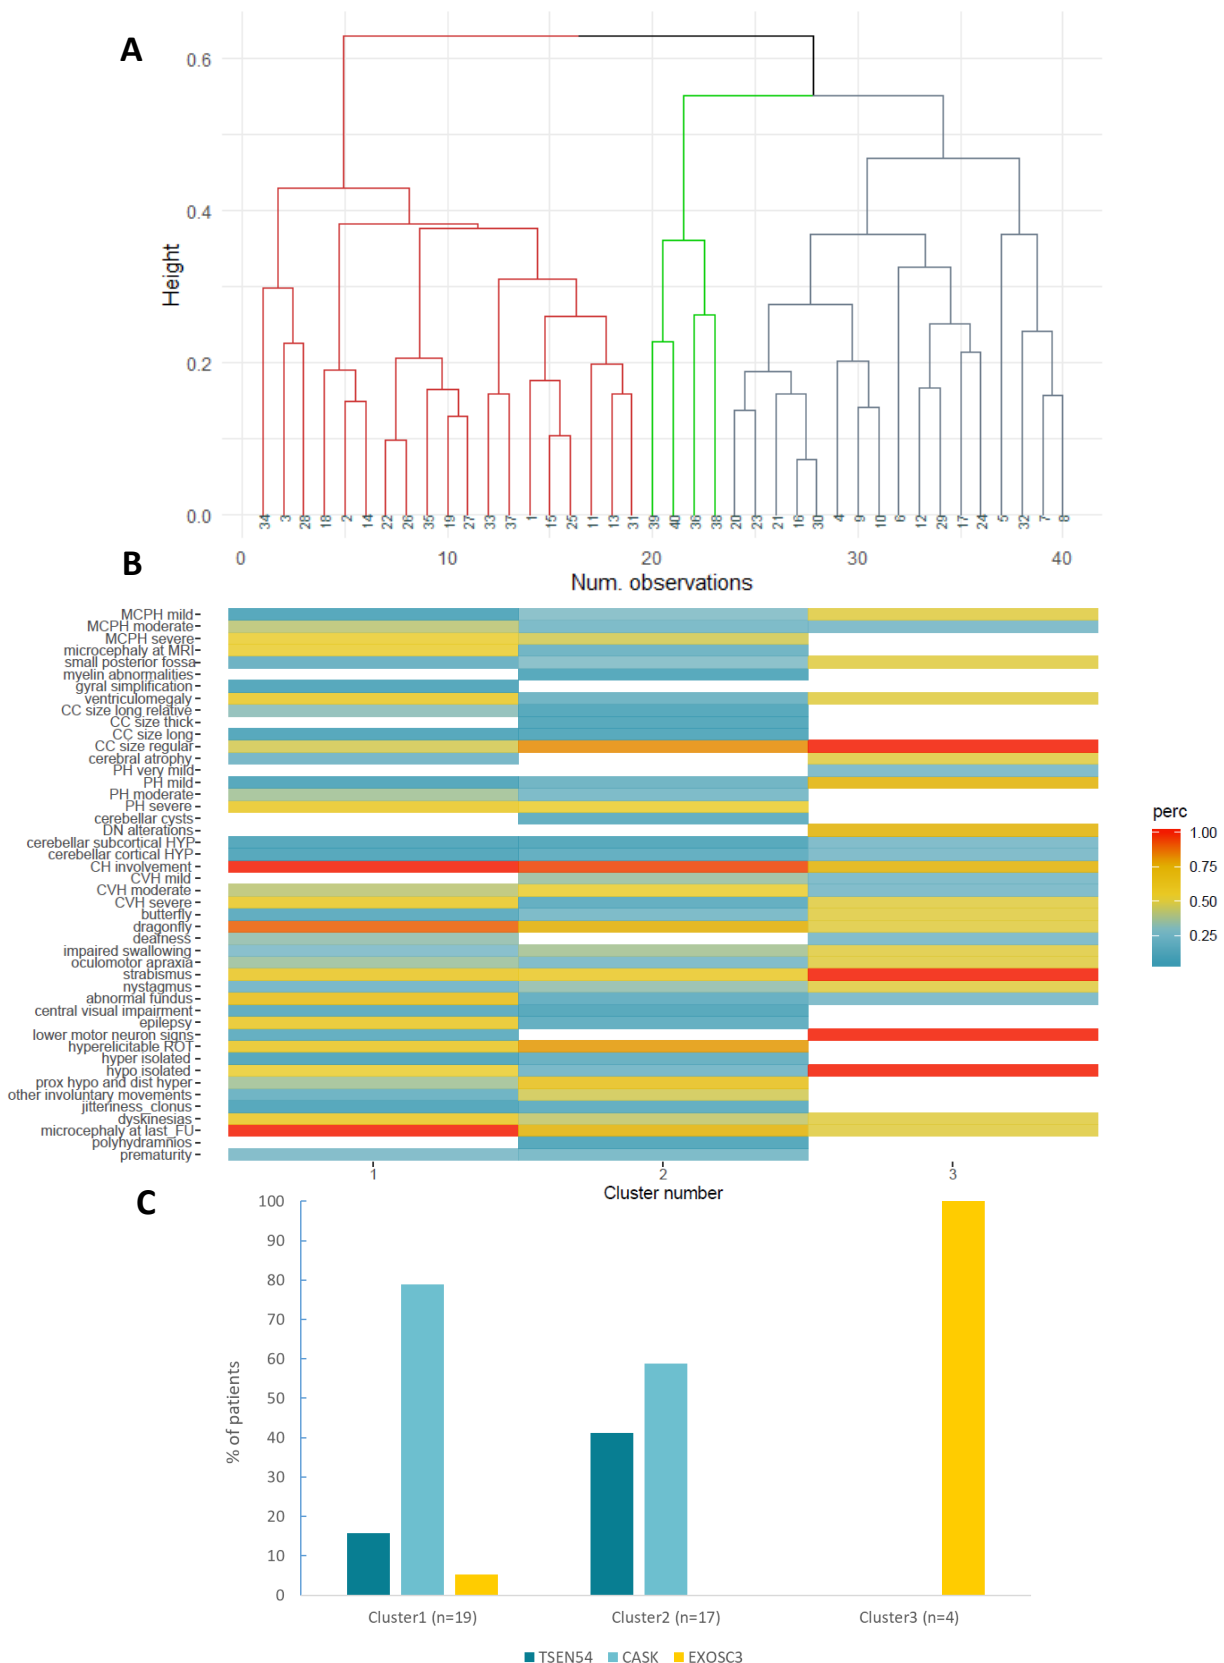 A
0.6
0.4
0.2
0.0
Height
34 3 28 18 2 14 22 26 35 19 27 33 37 1 15 25 11 13 31 39 40 36 38 20 23 21 16 30 4 9 10 6 12 29 17 24 5 32 7 8
0 10 20 30 40
Num. observations
B
MCPH mild
MCPH moderate
MCPH severe
microcephaly at MRI
small posterior fossa
myelin abnormalities
gyral simplification
ventriculomegaly
CC size long relative
CC size thick
CC size long
CC size regular
cerebral atrophy
PH very mild
PH mild
PH moderate
PH severe
cerebellar cysts
DN alterations
cerebellar subcortical HYP
cerebellar cortical HYP
CH involvement
CVH mild
CVH moderate
CVH severe
butterfly
dragonfly
deafness
impaired swallowing
oculomotor apraxia
strabismus
nystagmus
abnormal fundus
central visual impairment
epilepsy
lower motor neuron signs
hyperelicitable ROT
hyper isolated
hypo isolated
prox hypo and dist hyper
other involuntary movements
jitteriness_clonus
dyskinesias
microcephaly at last_FU
polyhydramnios
prematurity
1 2 3
Cluster number
perc
1.00
0.75
0.50
0.25
C
100
90
80
70
60
50
40
30
20
10
0
% of patients
Cluster1 (n=19) Cluster2 (n=17) Cluster3 (n=4)
TSEN54 CASK EXOSC3